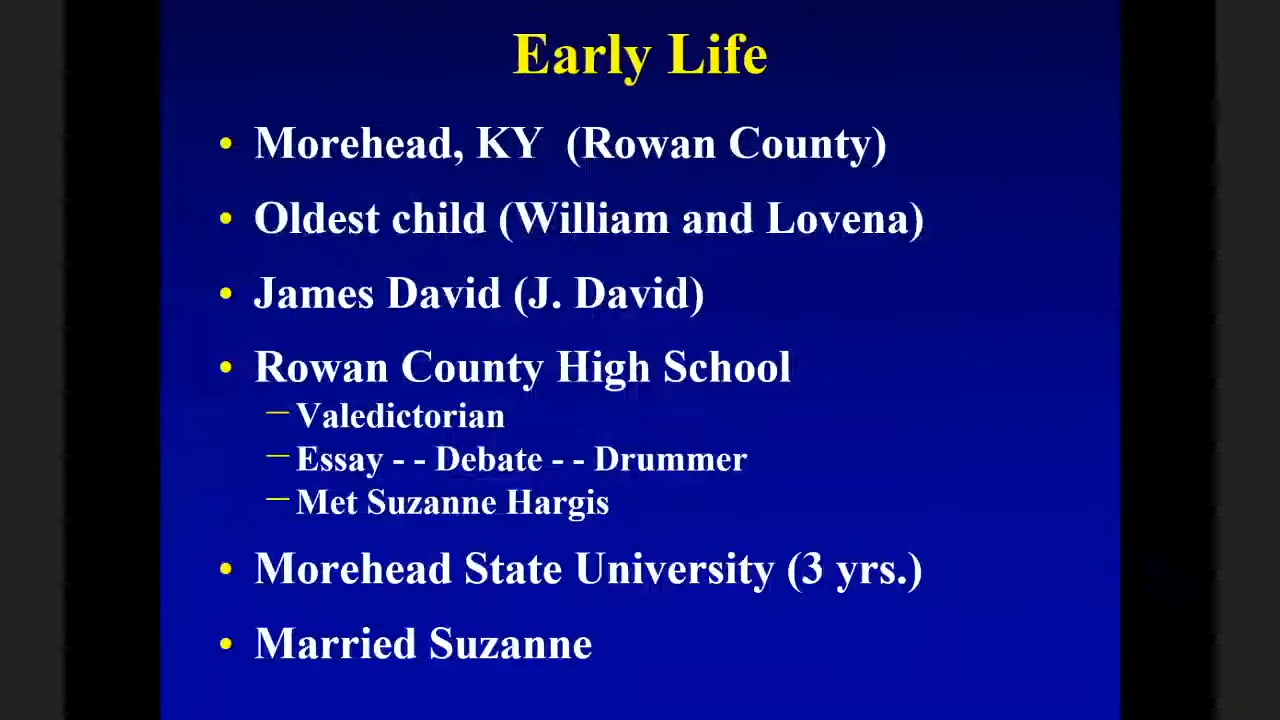 Early Life
• Morehead, KY  (Rowan County)
• Oldest child (William and Lovena)
• James David (J. David)
• Rowan County High School
– Valedictorian
– Essay - - Debate - - Drummer
– Met Suzanne Hargis
• Morehead State University (3 yrs.)
• Married Suzanne